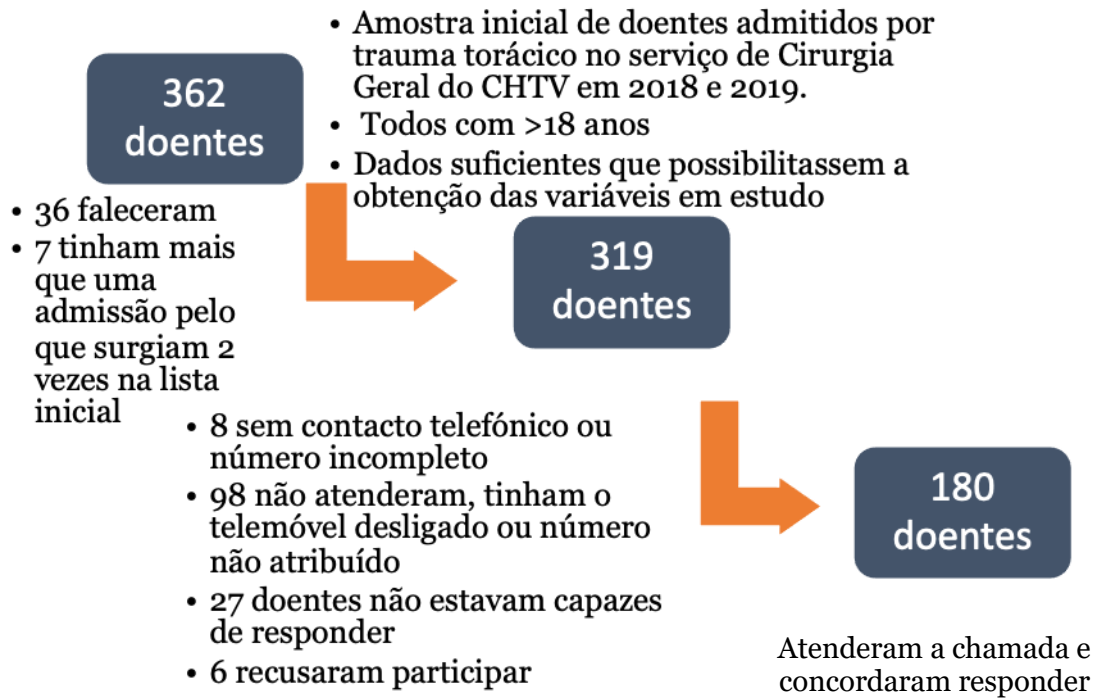 362
doentes
• Amostra inicial de doentes admitidos por
trauma torácico no serviço de Cirurgia
Geral do CHTV em 2018 e 2019.
• Todos com >18 anos
• Dados suficientes que possibilitassem a
obtenção das variáveis em estudo
• 36 faleceram
• 7 tinham mais
que uma
admissão pelo
que surgiam 2
vezes na lista
inicial
319
doentes
• 8 sem contacto telefónico ou
número incompleto
• 98 não atenderam, tinham o
telemóvel desligado ou número
não atribuído
• 27 doentes não estavam capazes
de responder
• 6 recusaram participar
180
doentes
Atenderam a chamada e
concordaram responder